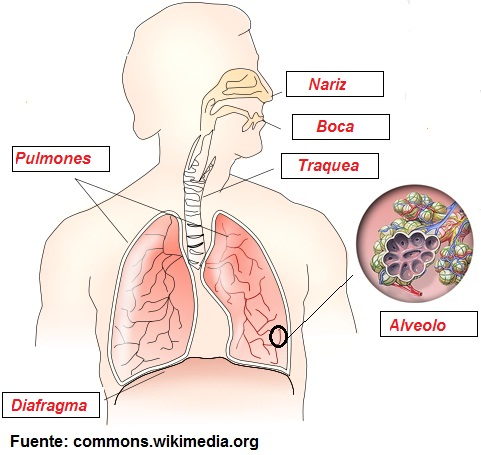 Nariz
Boca
Pulmones
Traquea
Alveolo
Diafragma
Fuente: commons.wikimedia.org